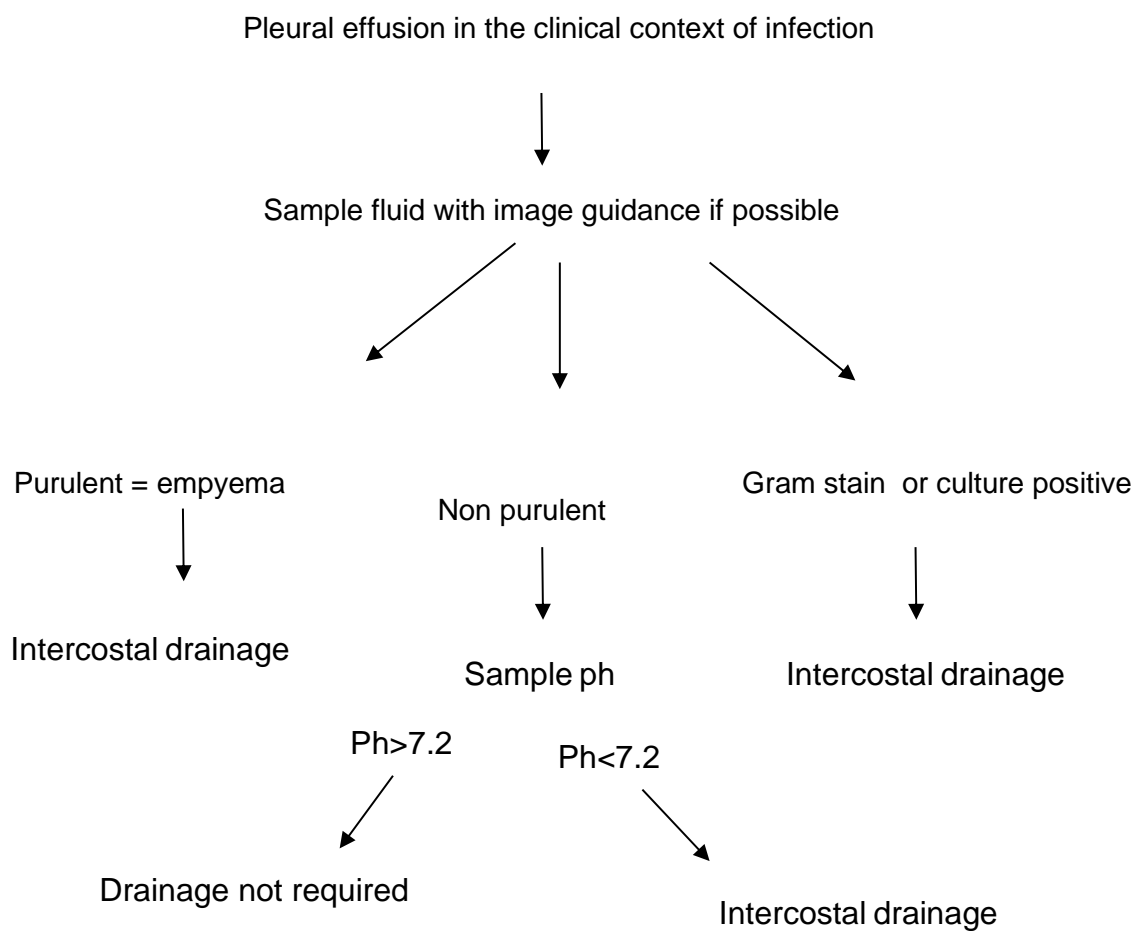 Pleural effusion in the clinical context of infection
Sample fluid with image guidance if possible
Purulent = empyema
Non purulent
Gram stain or culture positive
Intercostal drainage
Sample ph
Intercostal drainage
Ph>7.2
Ph<7.2
Drainage not required
Intercostal drainage